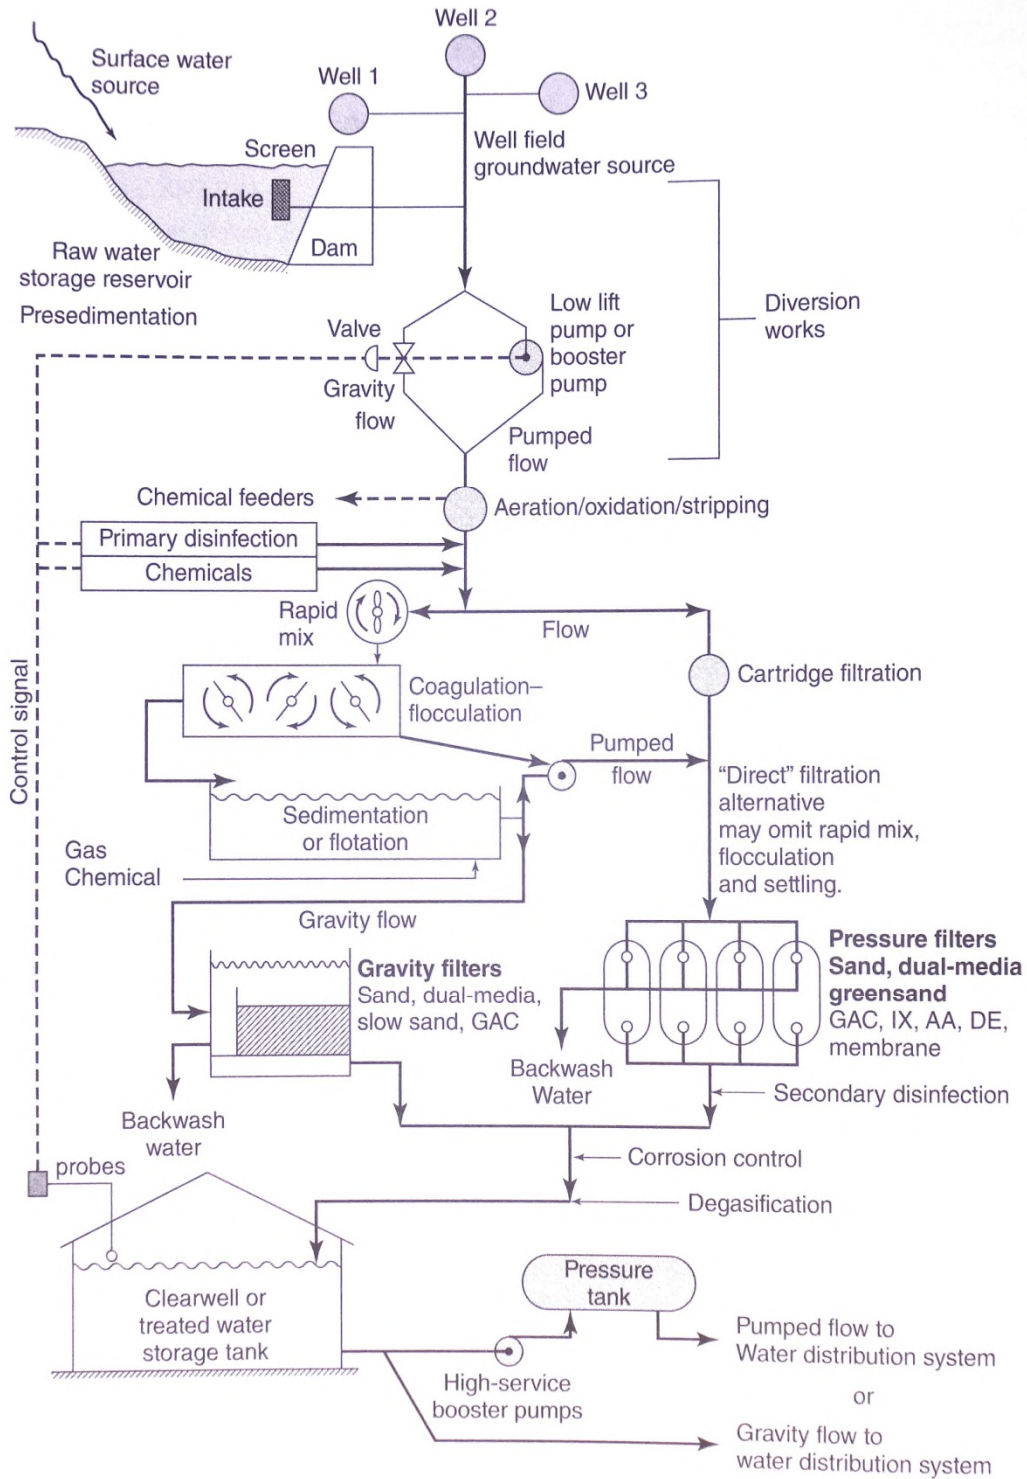 Well 2
Surface water
source
Well 1
Well 3
Well field
groundwater source
Screen
Intake
Dam
Raw water
storage reservoir
Presedimentation
Valve
Gravity
flow
Low lift
pump or
booster
pump
Pumped
flow
Diversion
works
Chemical feeders
Aeration/oxidation/stripping
Primary disinfection
Chemicals
Rapid
mix
Flow
Cartridge filtration
Control signal
Coagulation–
flocculation
Pumped
flow
"Direct" filtration
alternative
may omit rapid mix,
flocculation
and settling.
Sedimentation
or flotation
Gas
Chemical
Gravity flow
Gravity filters
Sand, dual-media,
slow sand, GAC
Pressure filters
Sand, dual-media
greensand
GAC, IX, AA, DE,
membrane
Backwash
Water
Secondary disinfection
Backwash
water
Corrosion control
probes
Degasification
Clearwell or
treated water
storage tank
Pressure
tank
High-service
booster pumps
Pumped flow to
Water distribution system
or
Gravity flow to
water distribution system